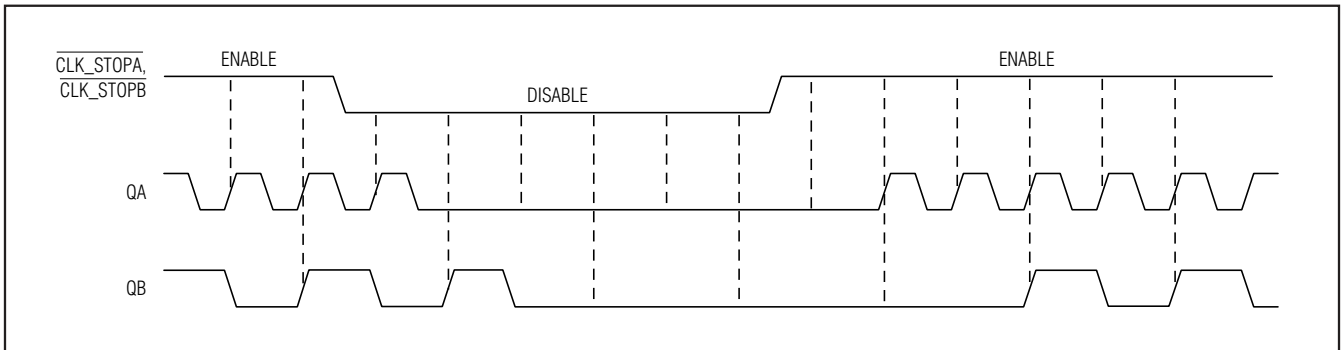 CLK_STOPA,
CLK_STOPB
ENABLE
DISABLE
ENABLE
QA
QB